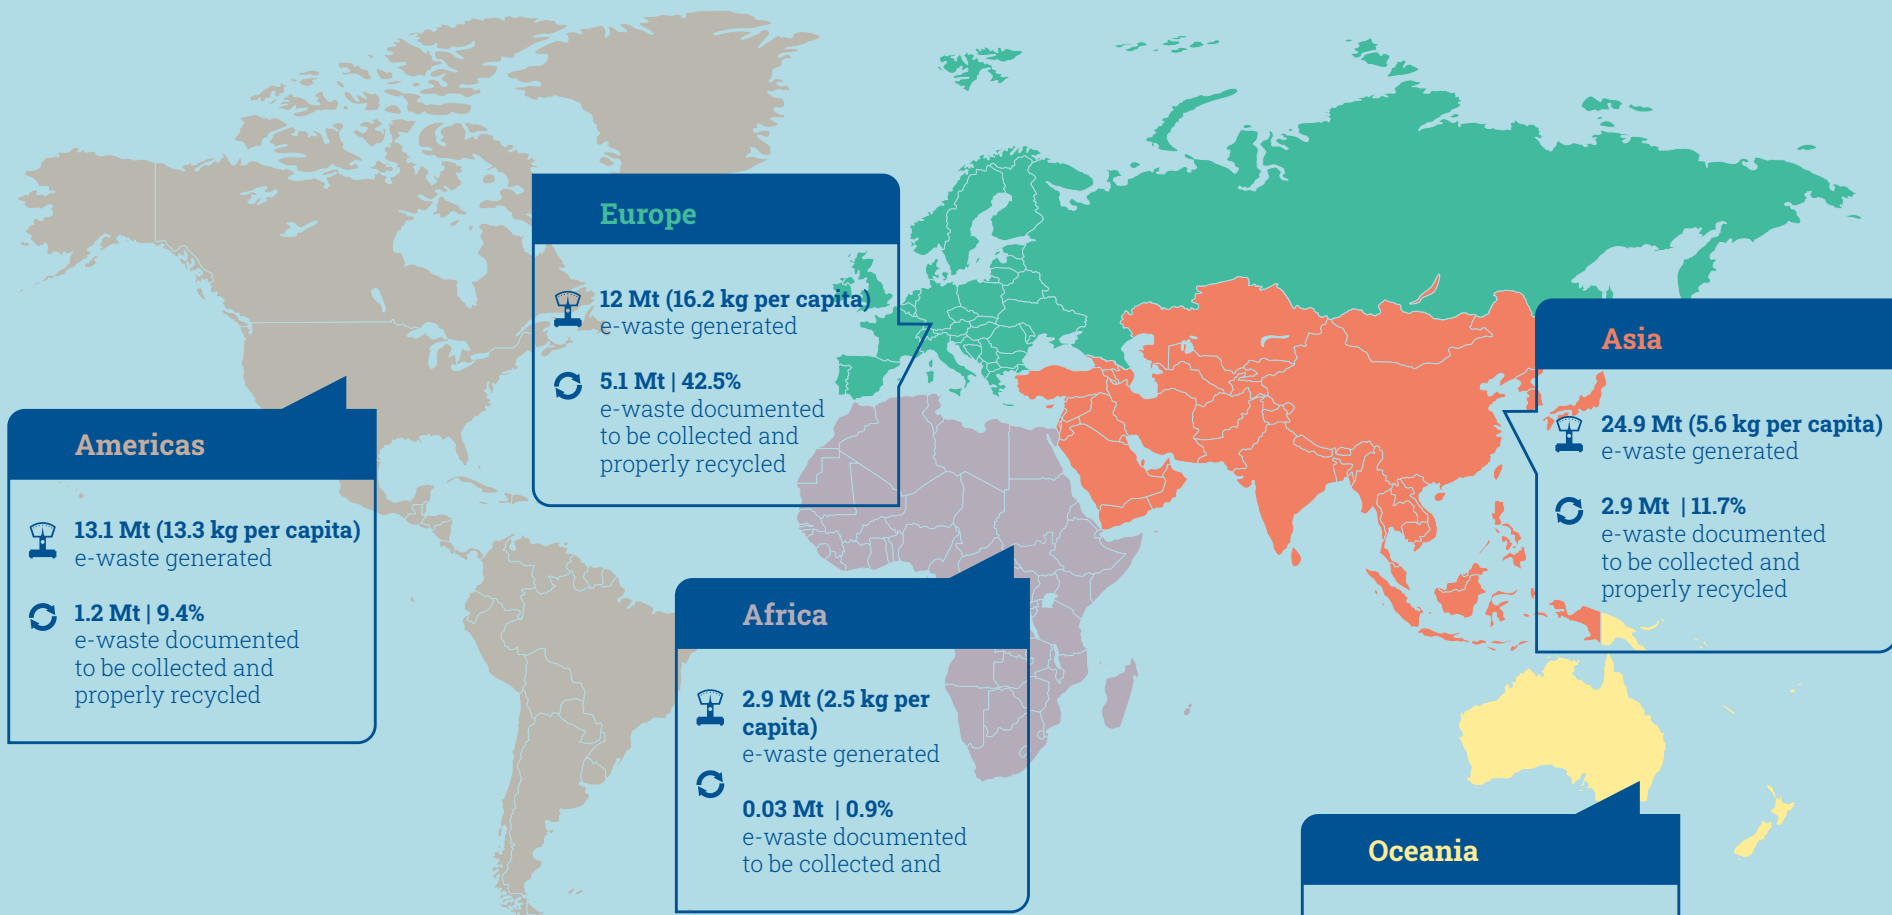 Europe
12 Mt (16.2 kg per capita)
e-waste generated
5.1 Mt | 42.5%
e-waste documented
to be collected and
properly recycled
Asia
24.9 Mt (5.6 kg per capita)
e-waste generated
2.9 Mt | 11.7%
e-waste documented
to be collected and
properly recycled
Americas
13.1 Mt (13.3 kg per capita)
e-waste generated
1.2 Mt | 9.4%
e-waste documented
to be collected and
properly recycled
Africa
2.9 Mt (2.5 kg per
capita)
e-waste generated
0.03 Mt | 0.9%
e-waste documented
to be collected and
Oceania